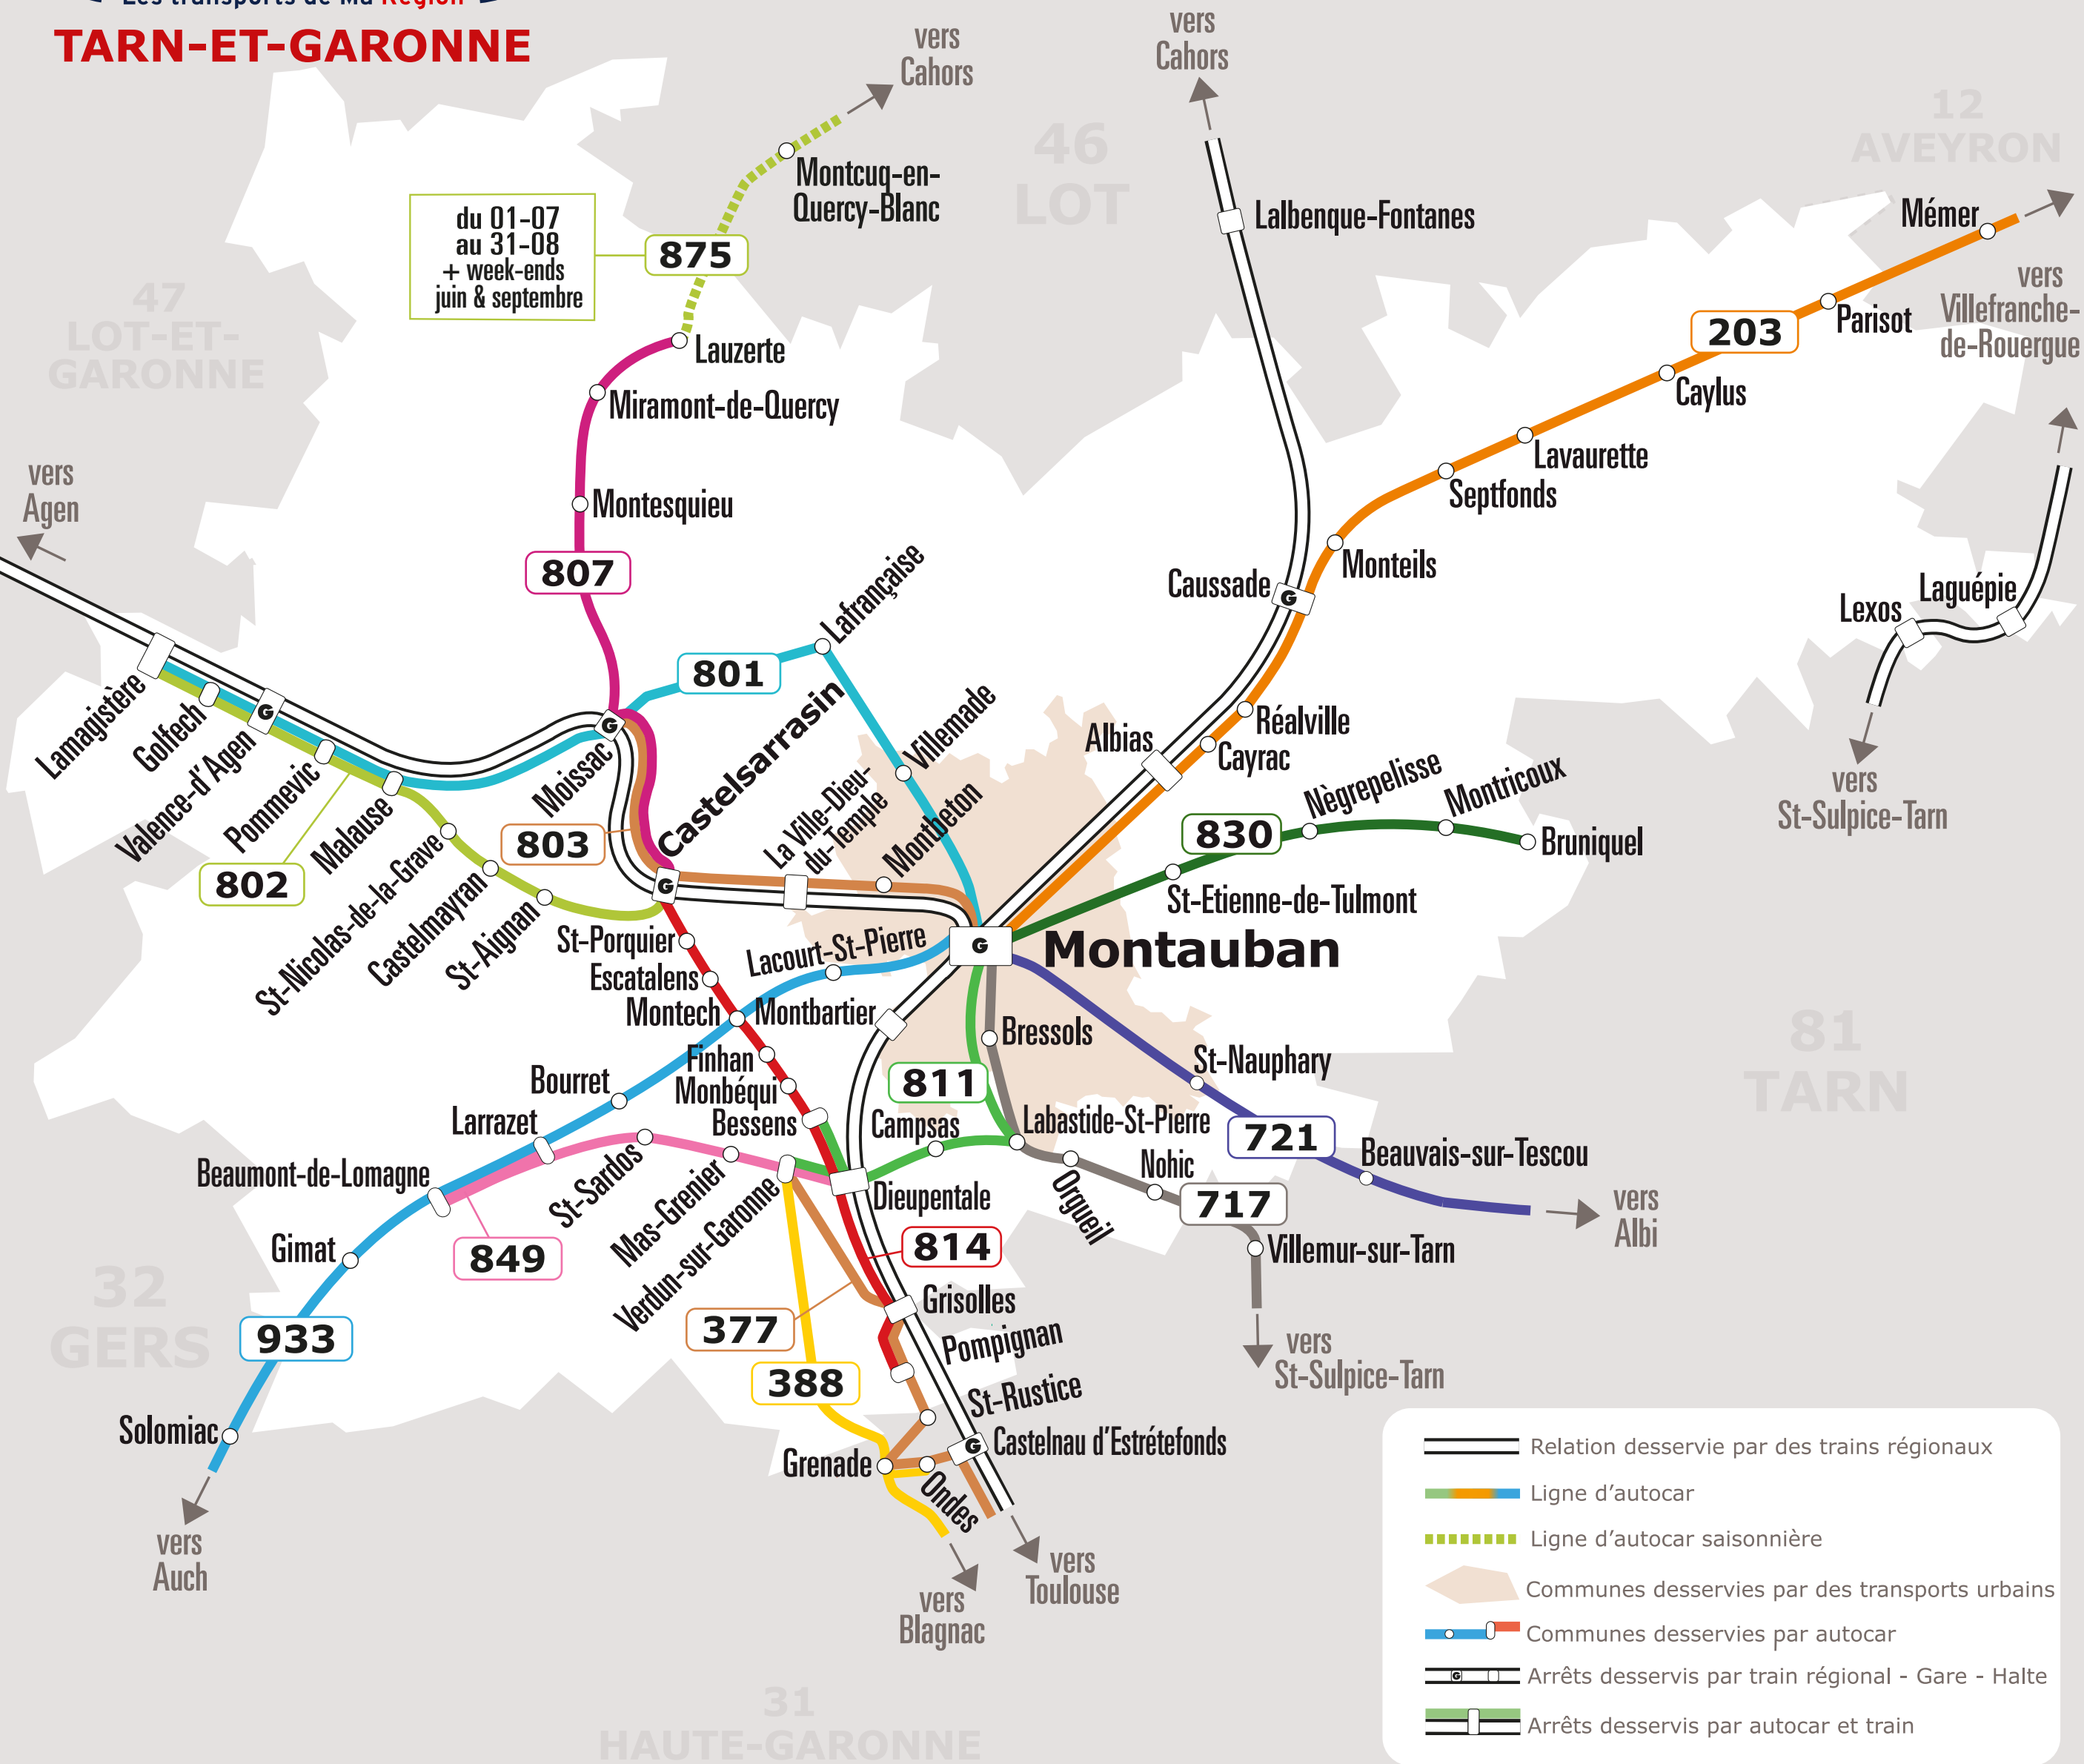 Les transports de Ma Région
TARN-ET-GARONNE
vers
Cahors
vers
Cahors
12
AVEYRON
46
LOT
Montcuq-en-
Quercy-Blanc
du 01-07
au 31-08
+ week-ends
juin & septembre
875
Lalbenque-Fontanes
Mémer
vers
Villefranche-
de-Rouergue
47
LOT-ET-
GARONNE
203
Parisot
Lauzerte
Caylus
Miramont-de-Quercy
Lavaurette
Septfonds
vers
Agen
Montesquieu
807
Monteils
Caussade
G
Lafrançaise
Laguépie
Lexos
801
Lamagistère
Golfech
Valence-d'Agen
G
Pommevic
Malause
802
Moissac
G
803
Castelsarrasin
G
La Ville-Dieu-
du-Temple
Villemade
Montbeton
Albias
Réalville
Cayrac
vers
St-Sulpice-Tarn
Nègrepelisse
Montricoux
830
Bruniquel
St-Nicolas-de-la-Grave
Castelmayran
St-Aignan
St-Etienne-de-Tulmont
St-Porquier
Lacourt-St-Pierre
G
Montauban
Escatalens
Montech
Montbartier
Bressols
Finhan
Monbéqui
Bessens
811
St-Nauphary
81
TARN
Bourret
Larrazet
Campsas
Labastide-St-Pierre
721
Beaumont-de-Lomagne
St-Sardos
Mas-Grenier
Verdun-sur-Garonne
Dieupentale
Orgueil
Nohic
Beauvais-sur-Tescou
717
vers
Albi
Gimat
849
814
Villemur-sur-Tarn
32
GERS
933
377
Grisolles
Pompignan
388
St-Rustice
vers
St-Sulpice-Tarn
Solomiac
Grenade
G
Castelnau d'Estrétefonds
Ondes
vers
Auch
vers
Toulouse
vers
Blagnac
31
HAUTE-GARONNE
Relation desservie par des trains régionaux
Ligne d'autocar
Ligne d'autocar saisonnière
Communes desservies par des transports urbains
Communes desservies par autocar
G
Arrêts desservis par train régional - Gare - Halte
Arrêts desservis par autocar et train